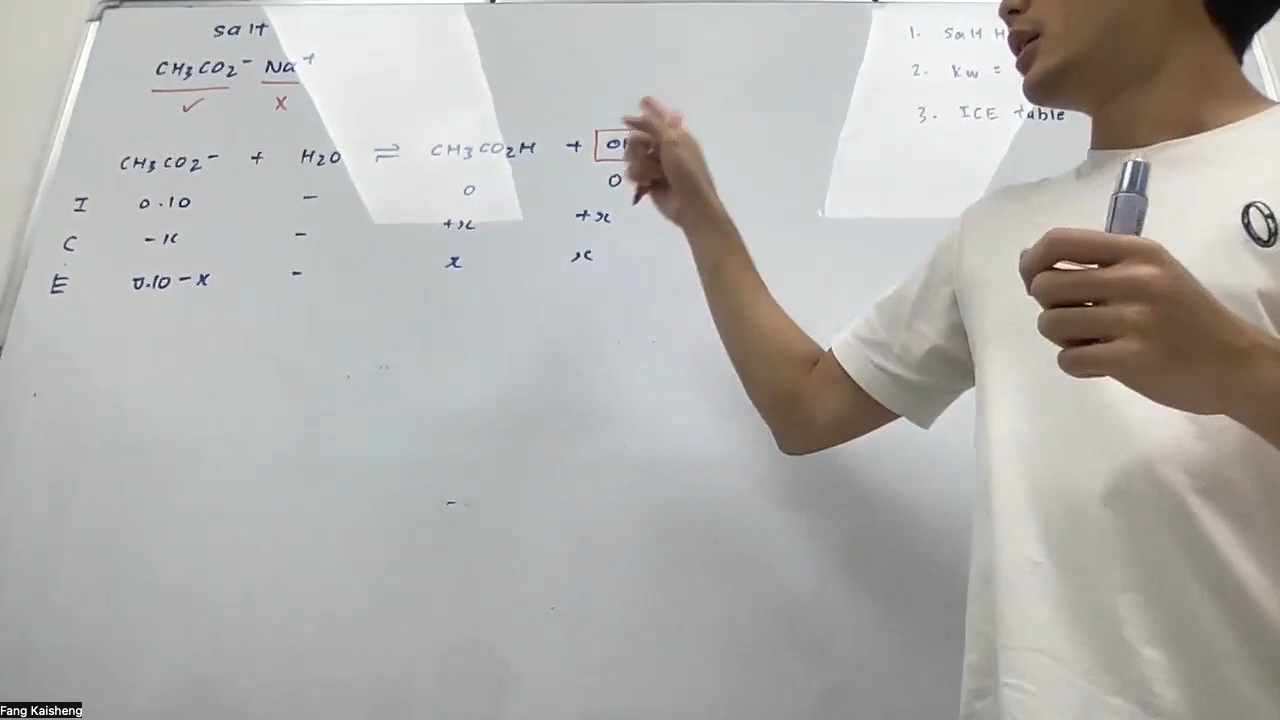 salt
CH3CO2⁻ Na⁺
✓ X
CH3CO2⁻ + H2O ⇌ CH3CO2H +
I 0.10 – 0 0
C -x – +x +x
E 0.10 - x – x x
1. Salt
2. Kw =
3. ICE table
Fang Kaisheng